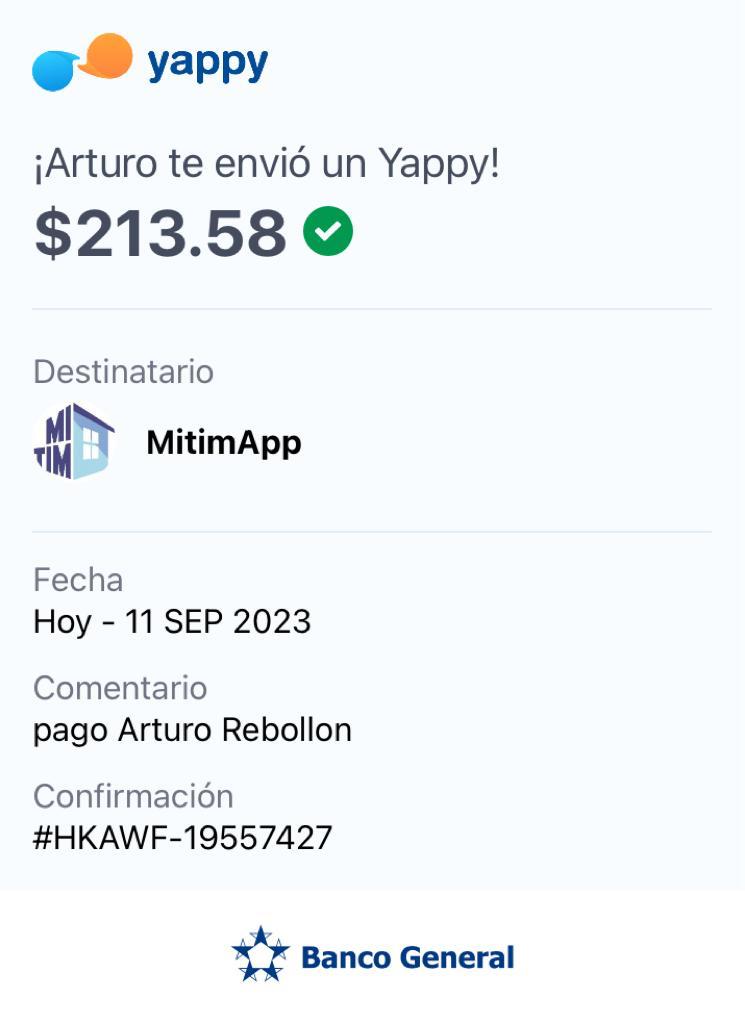 yappy
¡Arturo te envió un Yappy!
$213.58
Destinatario
MI
TIM
MitimApp
Fecha
Hoy - 11 SEP 2023
Comentario
pago Arturo Rebollon
Confirmación
#HKAWF-19557427
Banco General